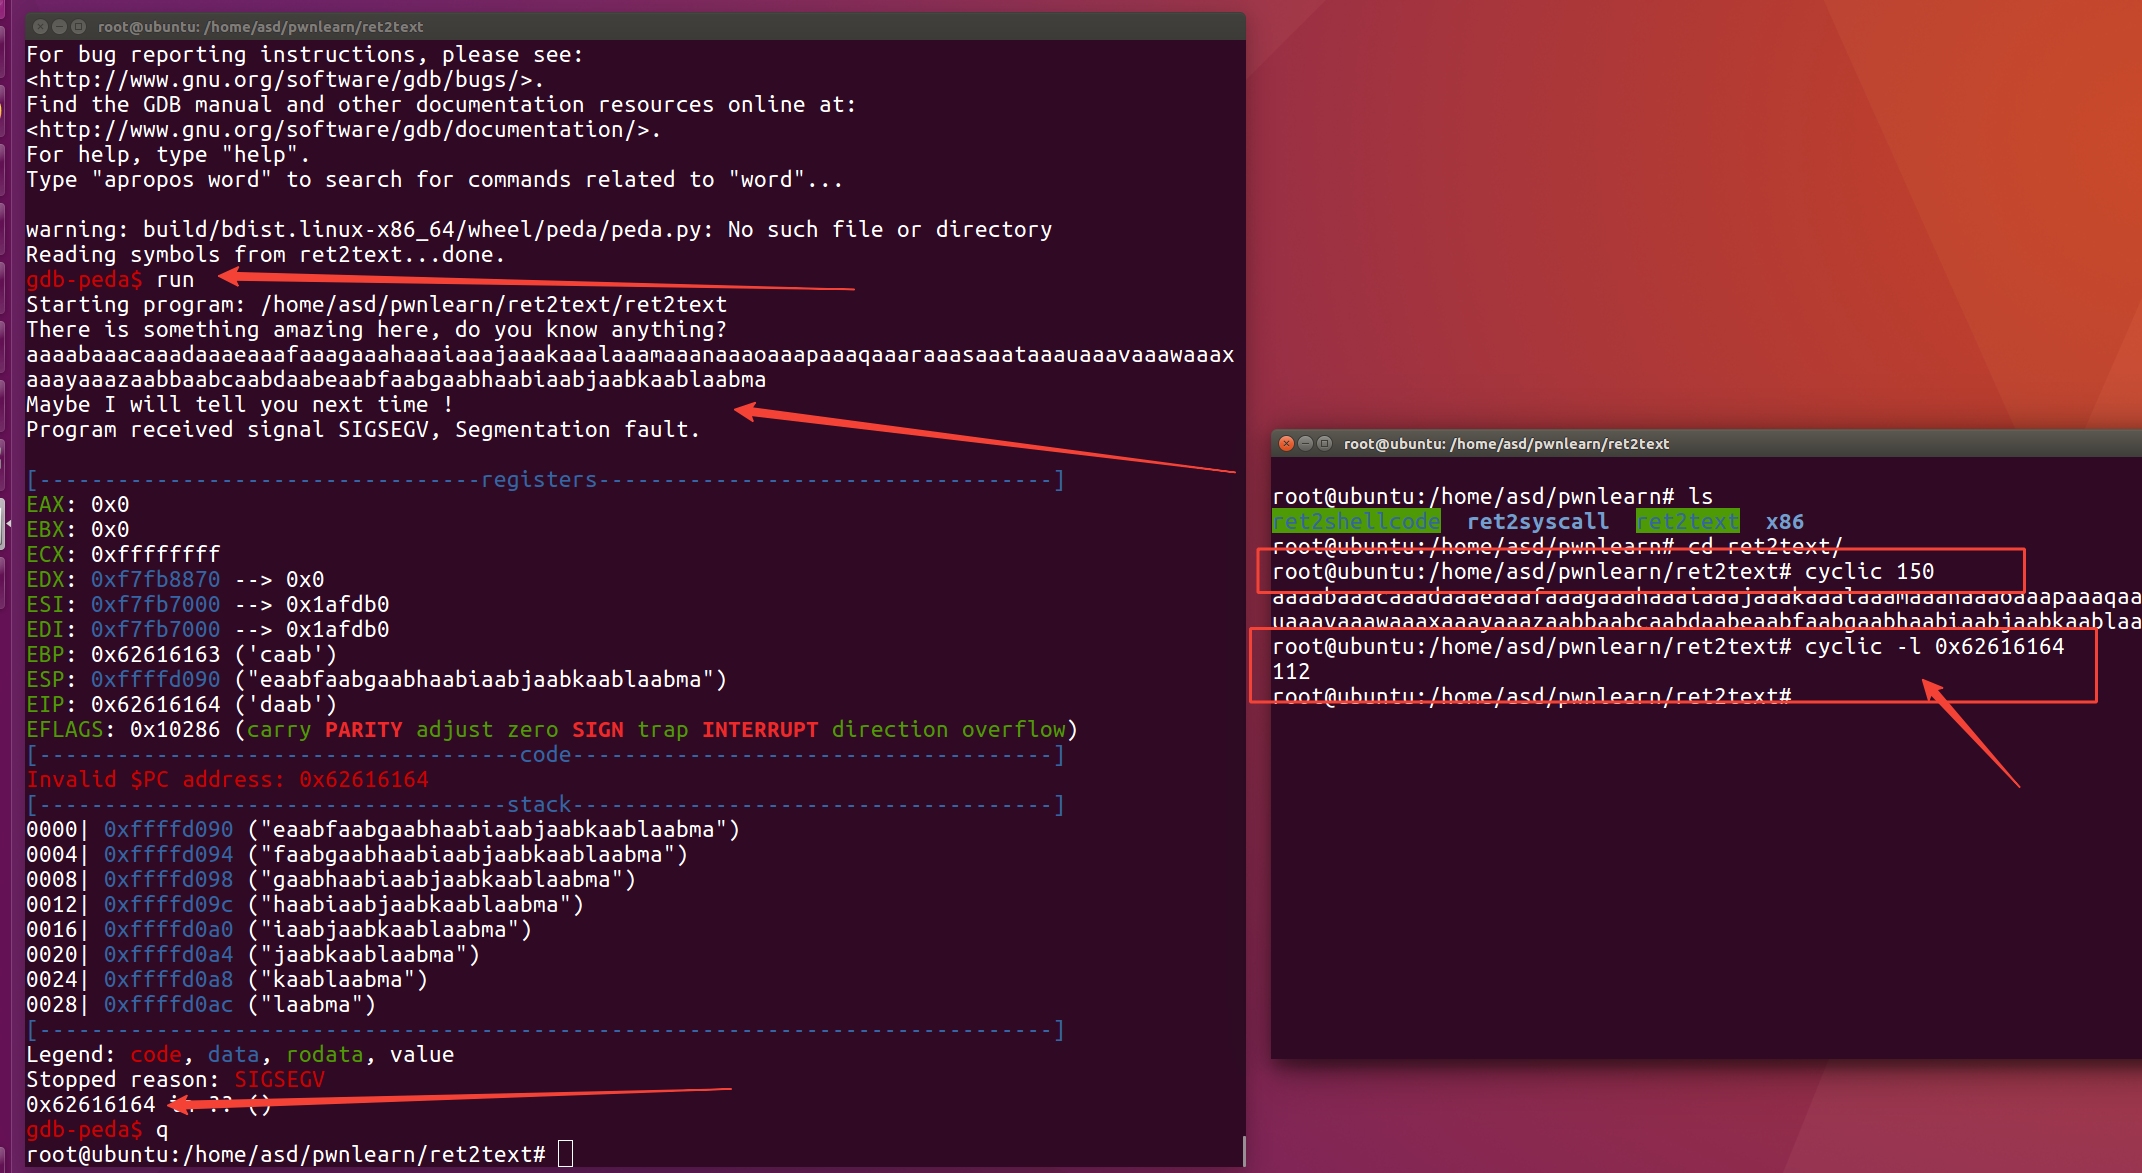 root@ubuntu: /home/asd/pwnlearn/ret2text
For bug reporting instructions, please see:
<http://www.gnu.org/software/gdb/bugs/>.
Find the GDB manual and other documentation resources online at:
<http://www.gnu.org/software/gdb/documentation/>.
For help, type "help".
Type "apropos word" to search for commands related to "word"...
warning: build/bdist.linux-x86_64/wheel/peda/peda.py: No such file or directory
Reading symbols from ret2text...done.
gdb-peda$ run
Starting program: /home/asd/pwnlearn/ret2text/ret2text
There is something amazing here, do you know anything?
aaaabaaacaaadaaaeaaafaaagaaahaaaiaaajaaakaaalaaamaaanaaaoaaapaaaqaaaraaasaaataaauaaavaaawaaax
aaayaaazaabbaabcaabdaabeaabfaabgaabhaabiaabjaabkaablaabma
Maybe I will tell you next time !
Program received signal SIGSEGV, Segmentation fault.
[----------------------------------registers-----------------------------------]
EAX: 0x0
EBX: 0x0
ECX: 0xffffffff
EDX: 0xf7fb8870 --> 0x0
ESI: 0xf7fb7000 --> 0x1afdb0
EDI: 0xf7fb7000 --> 0x1afdb0
EBP: 0x62616163 ('caab')
ESP: 0xffffd090 ("eaabfaabgaabhaabiaabjaabkaablaabma")
EIP: 0x62616164 ('daab')
EFLAGS: 0x10286 (carry PARITY adjust zero SIGN trap INTERRUPT direction overflow)
[-------------------------------------code-------------------------------------]
Invalid $PC address: 0x62616164
[------------------------------------stack-------------------------------------]
0000| 0xffffd090 ("eaabfaabgaabhaabiaabjaabkaablaabma")
0004| 0xffffd094 ("faabgaabhaabiaabjaabkaablaabma")
0008| 0xffffd098 ("gaabhaabiaabjaabkaablaabma")
0012| 0xffffd09c ("haabiaabjaabkaablaabma")
0016| 0xffffd0a0 ("iaabjaabkaablaabma")
0020| 0xffffd0a4 ("jaabkaablaabma")
0024| 0xffffd0a8 ("kaablaabma")
0028| 0xffffd0ac ("laabma")
[------------------------------------------------------------------------------]
Legend: code, data, rodata, value
Stopped reason: SIGSEGV
0x62616164 in ?? ()
gdb-peda$ q
root@ubuntu:/home/asd/pwnlearn/ret2text#
root@ubuntu: /home/asd/pwnlearn/ret2text
root@ubuntu:/home/asd/pwnlearn# ls
ret2shellcode ret2syscall ret2text x86
root@ubuntu:/home/asd/pwnlearn# cd ret2text/
root@ubuntu:/home/asd/pwnlearn/ret2text# cyclic 150
aaaabaaacaaadaaaeaaafaaagaaahaaaiaaajaaakaaalaaamaaanaaaoaaapaaaqaa
uaaavaaawaaaxaaayaaazaabbaabcaabdaabeaabfaabgaabhaabiaabjaabkaablaa
root@ubuntu:/home/asd/pwnlearn/ret2text# cyclic -l 0x62616164
112
root@ubuntu:/home/asd/pwnlearn/ret2text#